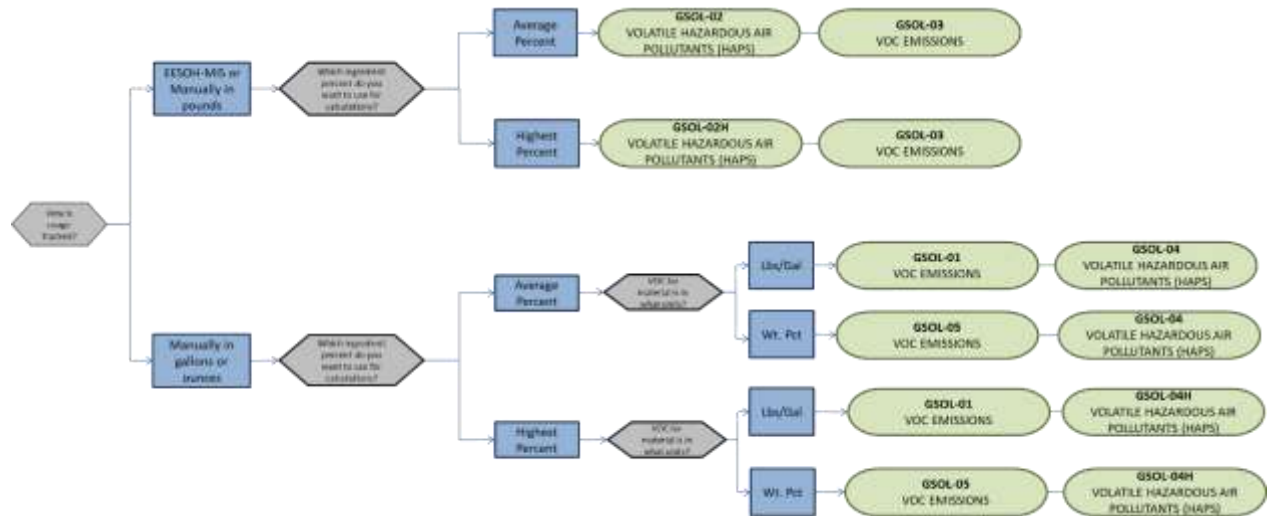 Average
Percent
GSOL-02
VOLATILE HAZARDOUS AIR
POLLUTANTS (HAPS)
GSOL-03
VOC EMISSIONS
EESOH-MIS or
Manually in
pounds
Which ingredient
percent do you
want to use for
calculations?
Highest
Percent
GSOL-02H
VOLATILE HAZARDOUS AIR
POLLUTANTS (HAPS)
GSOL-03
VOC EMISSIONS
How is
usage
tracked?
Manually in
gallons or
ounces
Which ingredient
percent do you
want to use for
calculations?
Average
Percent
VOC for
material is in
what units?
Lbs/Gal
GSOL-01
VOC EMISSIONS
GSOL-04
VOLATILE HAZARDOUS AIR
POLLUTANTS (HAPS)
Wt. Pct
GSOL-05
VOC EMISSIONS
GSOL-04
VOLATILE HAZARDOUS AIR
POLLUTANTS (HAPS)
Highest
Percent
VOC for
material is in
what units?
Lbs/Gal
GSOL-01
VOC EMISSIONS
GSOL-04H
VOLATILE HAZARDOUS AIR
POLLUTANTS (HAPS)
Wt. Pct
GSOL-05
VOC EMISSIONS
GSOL-04H
VOLATILE HAZARDOUS AIR
POLLUTANTS (HAPS)